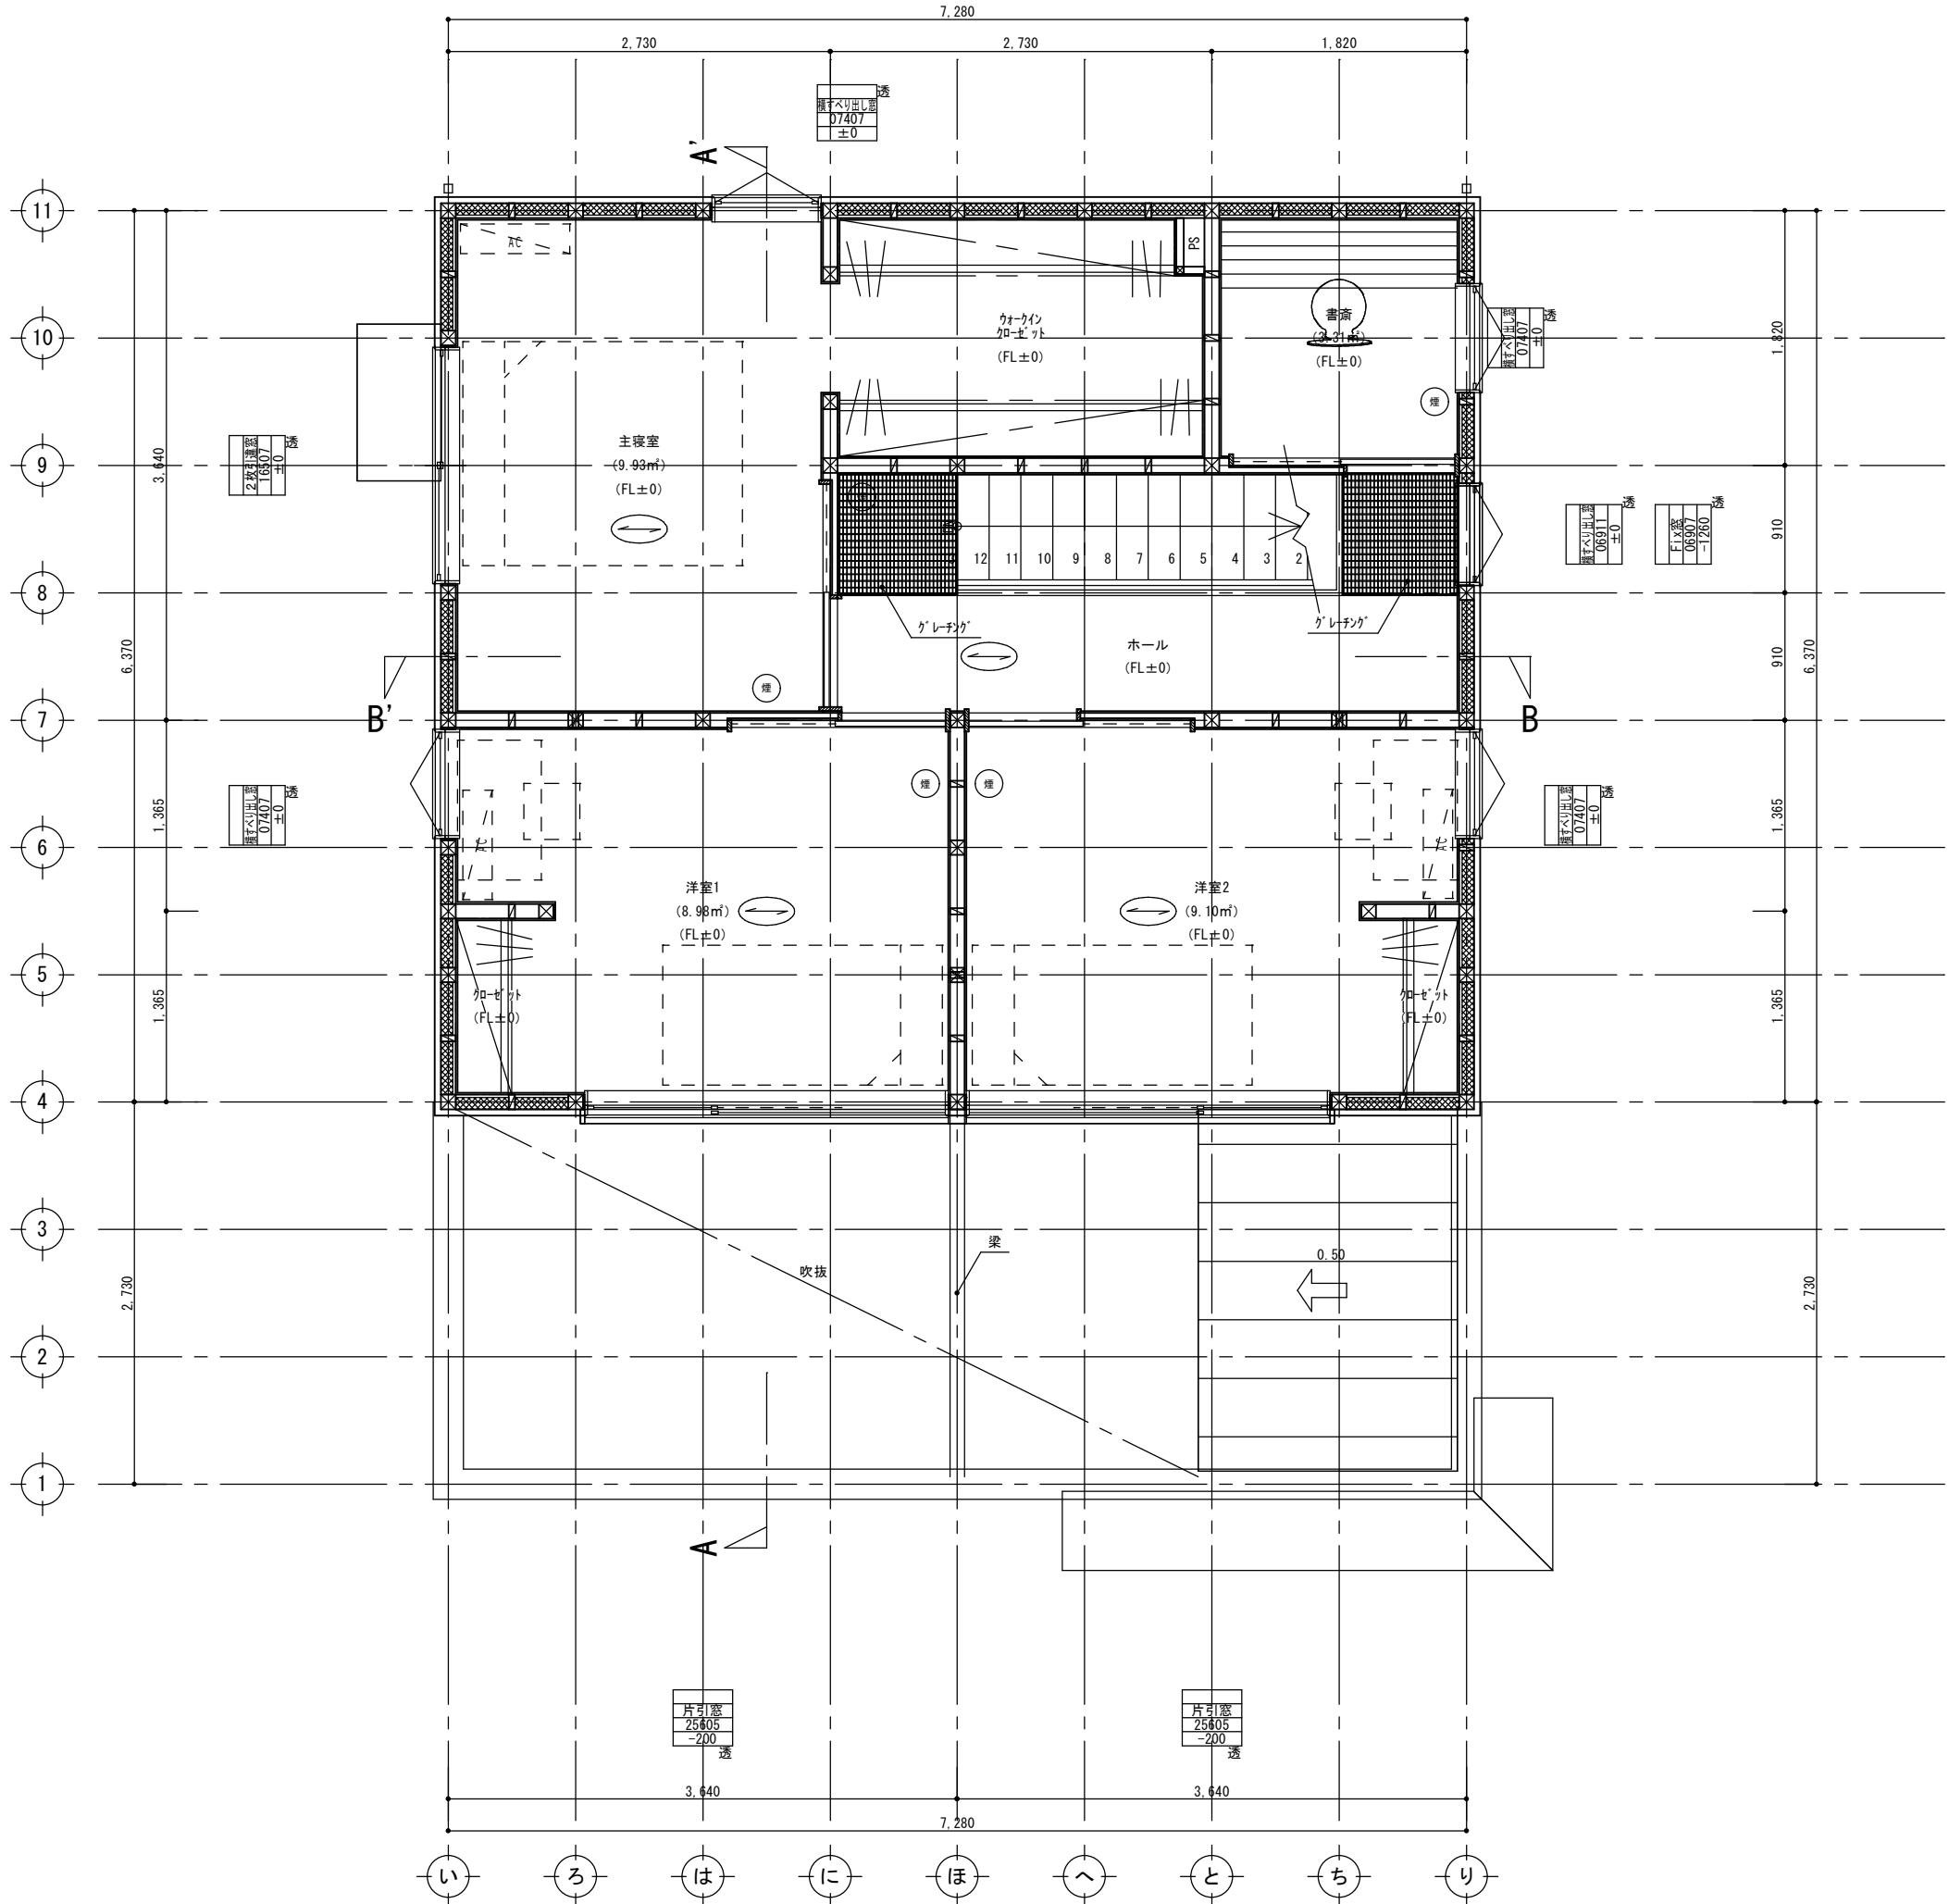 7,280
2,730
2,730
1,820
透
横すべり出し窓
07407
±0
A'
11
10
9
8
7
6
5
4
3
2
1
6,370
3,640
1,365
1,365
2,730
1,820
910
910
1,365
1,365
6,370
2,730
AC
PS
ウォークイン
クローゼット
(FL±0)
書斎
(3.31㎡)
(FL±0)
煙
透
横すべり出し窓
07407
±0
主寝室
(9.93㎡)
(FL±0)
透
2枚引違窓
16507
±0
12
11
10
9
8
7
6
5
4
3
2
透
横すべり出し窓
06911
±0
透
Fix窓
06907
-1260
グレーチング
グレーチング
ホール
(FL±0)
煙
B'
B
煙
煙
透
横すべり出し窓
07407
±0
透
横すべり出し窓
07407
±0
AC
AC
洋室1
(8.98㎡)
(FL±0)
洋室2
(9.10㎡)
(FL±0)
クローゼット
(FL±0)
クローゼット
(FL±0)
梁
吹抜
0.50
A
片引窓
25605
-200
透
片引窓
25605
-200
透
3,640
3,640
7,280
い
ろ
は
に
ほ
へ
と
ち
り